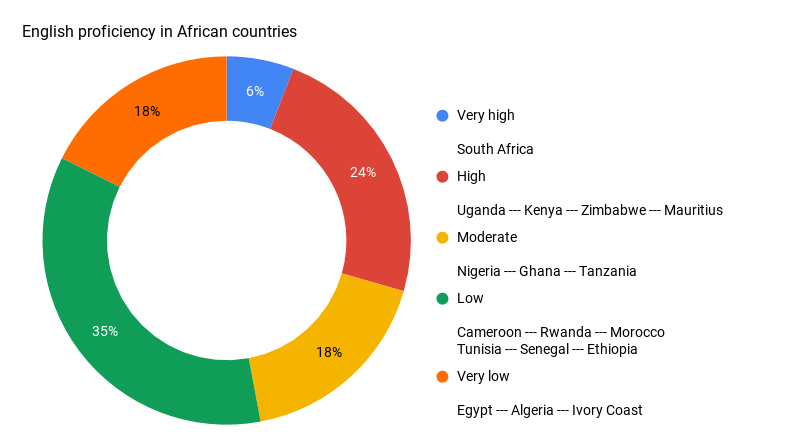 English proficiency in African countries
6%
18%
24%
35%
18%
Very high
South Africa
High
Uganda --- Kenya --- Zimbabwe --- Mauritius
Moderate
Nigeria --- Ghana --- Tanzania
Low
Cameroon --- Rwanda --- Morocco
Tunisia --- Senegal --- Ethiopia
Very low
Egypt --- Algeria --- Ivory Coast